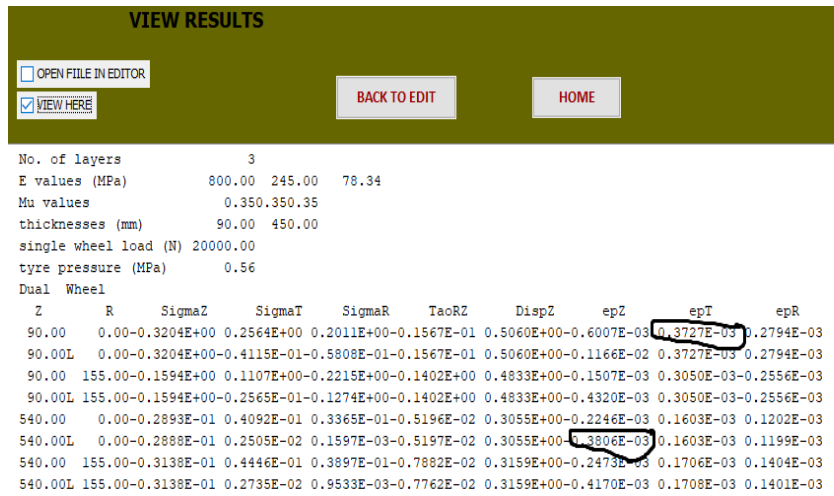 VIEW RESULTS
OPEN FIILE IN EDITOR
VIEW HERE
BACK TO EDIT
HOME
No. of layers 3
E values (MPa) 800.00 245.00 78.34
Mu values 0.350.350.35
thicknesses (mm) 90.00 450.00
single wheel load (N) 20000.00
tyre pressure (MPa) 0.56
Dual Wheel
Z R SigmaZ SigmaT SigmaR TaoRZ DispZ epZ epT epR
90.00 0.00-0.3204E+00 0.2564E+00 0.2011E+00-0.1567E-01 0.5060E+00-0.6007E-03 0.3727E-03 0.2794E-03
90.00L 0.00-0.3204E+00-0.4115E-01-0.5808E-01-0.1567E-01 0.5060E+00-0.1166E-02 0.3727E-03 0.2794E-03
90.00 155.00-0.1594E+00 0.1107E+00-0.2215E+00-0.1402E+00 0.4833E+00-0.1507E-03 0.3050E-03-0.2556E-03
90.00L 155.00-0.1594E+00-0.2565E-01-0.1274E+00-0.1402E+00 0.4833E+00-0.4320E-03 0.3050E-03-0.2556E-03
540.00 0.00-0.2893E-01 0.4092E-01 0.3365E-01-0.5196E-02 0.3055E+00-0.2246E-03 0.1603E-03 0.1202E-03
540.00L 0.00-0.2888E-01 0.2505E-02 0.1597E-03-0.5197E-02 0.3055E+00-0.3806E-03 0.1603E-03 0.1199E-03
540.00 155.00-0.3138E-01 0.4446E-01 0.3897E-01-0.7882E-02 0.3159E+00-0.2473E-03 0.1706E-03 0.1404E-03
540.00L 155.00-0.3138E-01 0.2735E-02 0.9533E-03-0.7762E-02 0.3159E+00-0.4170E-03 0.1708E-03 0.1401E-03